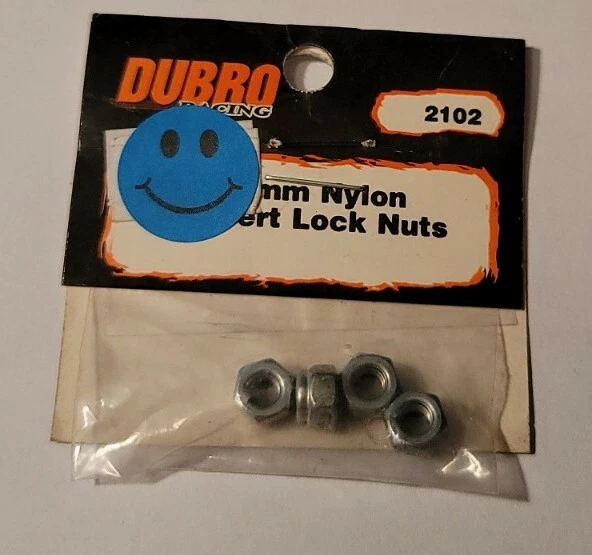 DUBRO
RACING
2102
mm Nylon
ert Lock Nuts